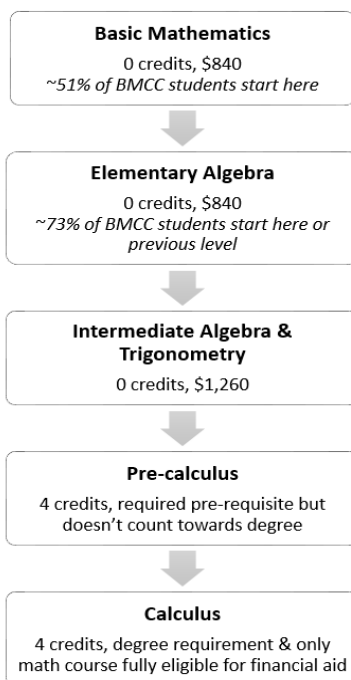 Basic Mathematics
0 credits, $840
~51% of BMCC students start here
Elementary Algebra
0 credits, $840
~73% of BMCC students start here or
previous level
Intermediate Algebra &
Trigonometry
0 credits, $1,260
Pre-calculus
4 credits, required pre-requisite but
doesn’t count towards degree
Calculus
4 credits, degree requirement & only
math course fully eligible for financial aid